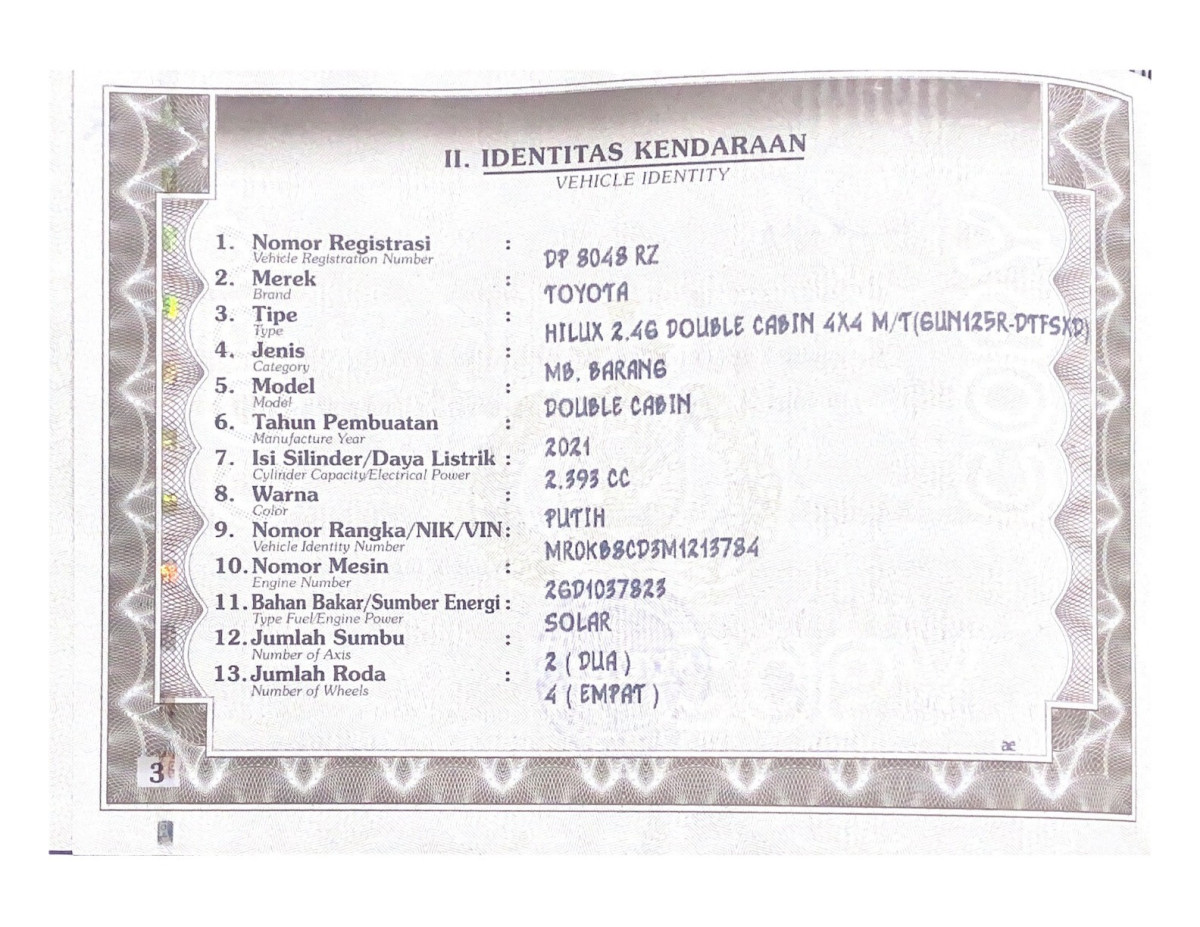 II. IDENTITAS KENDARAAN
VEHICLE IDENTITY
1. Nomor Registrasi : DP 8048 RZ
Vehicle Registration Number
2. Merek : TOYOTA
Brand
3. Tipe : HILUX 2.4G DOUBLE CABIN 4X4 M/T(GUN125R-DTFSXD)
Type
4. Jenis : MB. BARANG
Category
5. Model : DOUBLE CABIN
Model
6. Tahun Pembuatan : 2021
Manufacture Year
7. Isi Silinder/Daya Listrik : 2.393 CC
Cylinder Capacity/Electrical Power
8. Warna : PUTIH
Color
9. Nomor Rangka/NIK/VIN : MR0KB8CD3M1213784
Vehicle Identity Number
10. Nomor Mesin : 2GD1037823
Engine Number
11. Bahan Bakar/Sumber Energi : SOLAR
Type Fuel/Engine Power
12. Jumlah Sumbu : 2 ( DUA )
Number of Axis
13. Jumlah Roda : 4 ( EMPAT )
Number of Wheels
ae
3